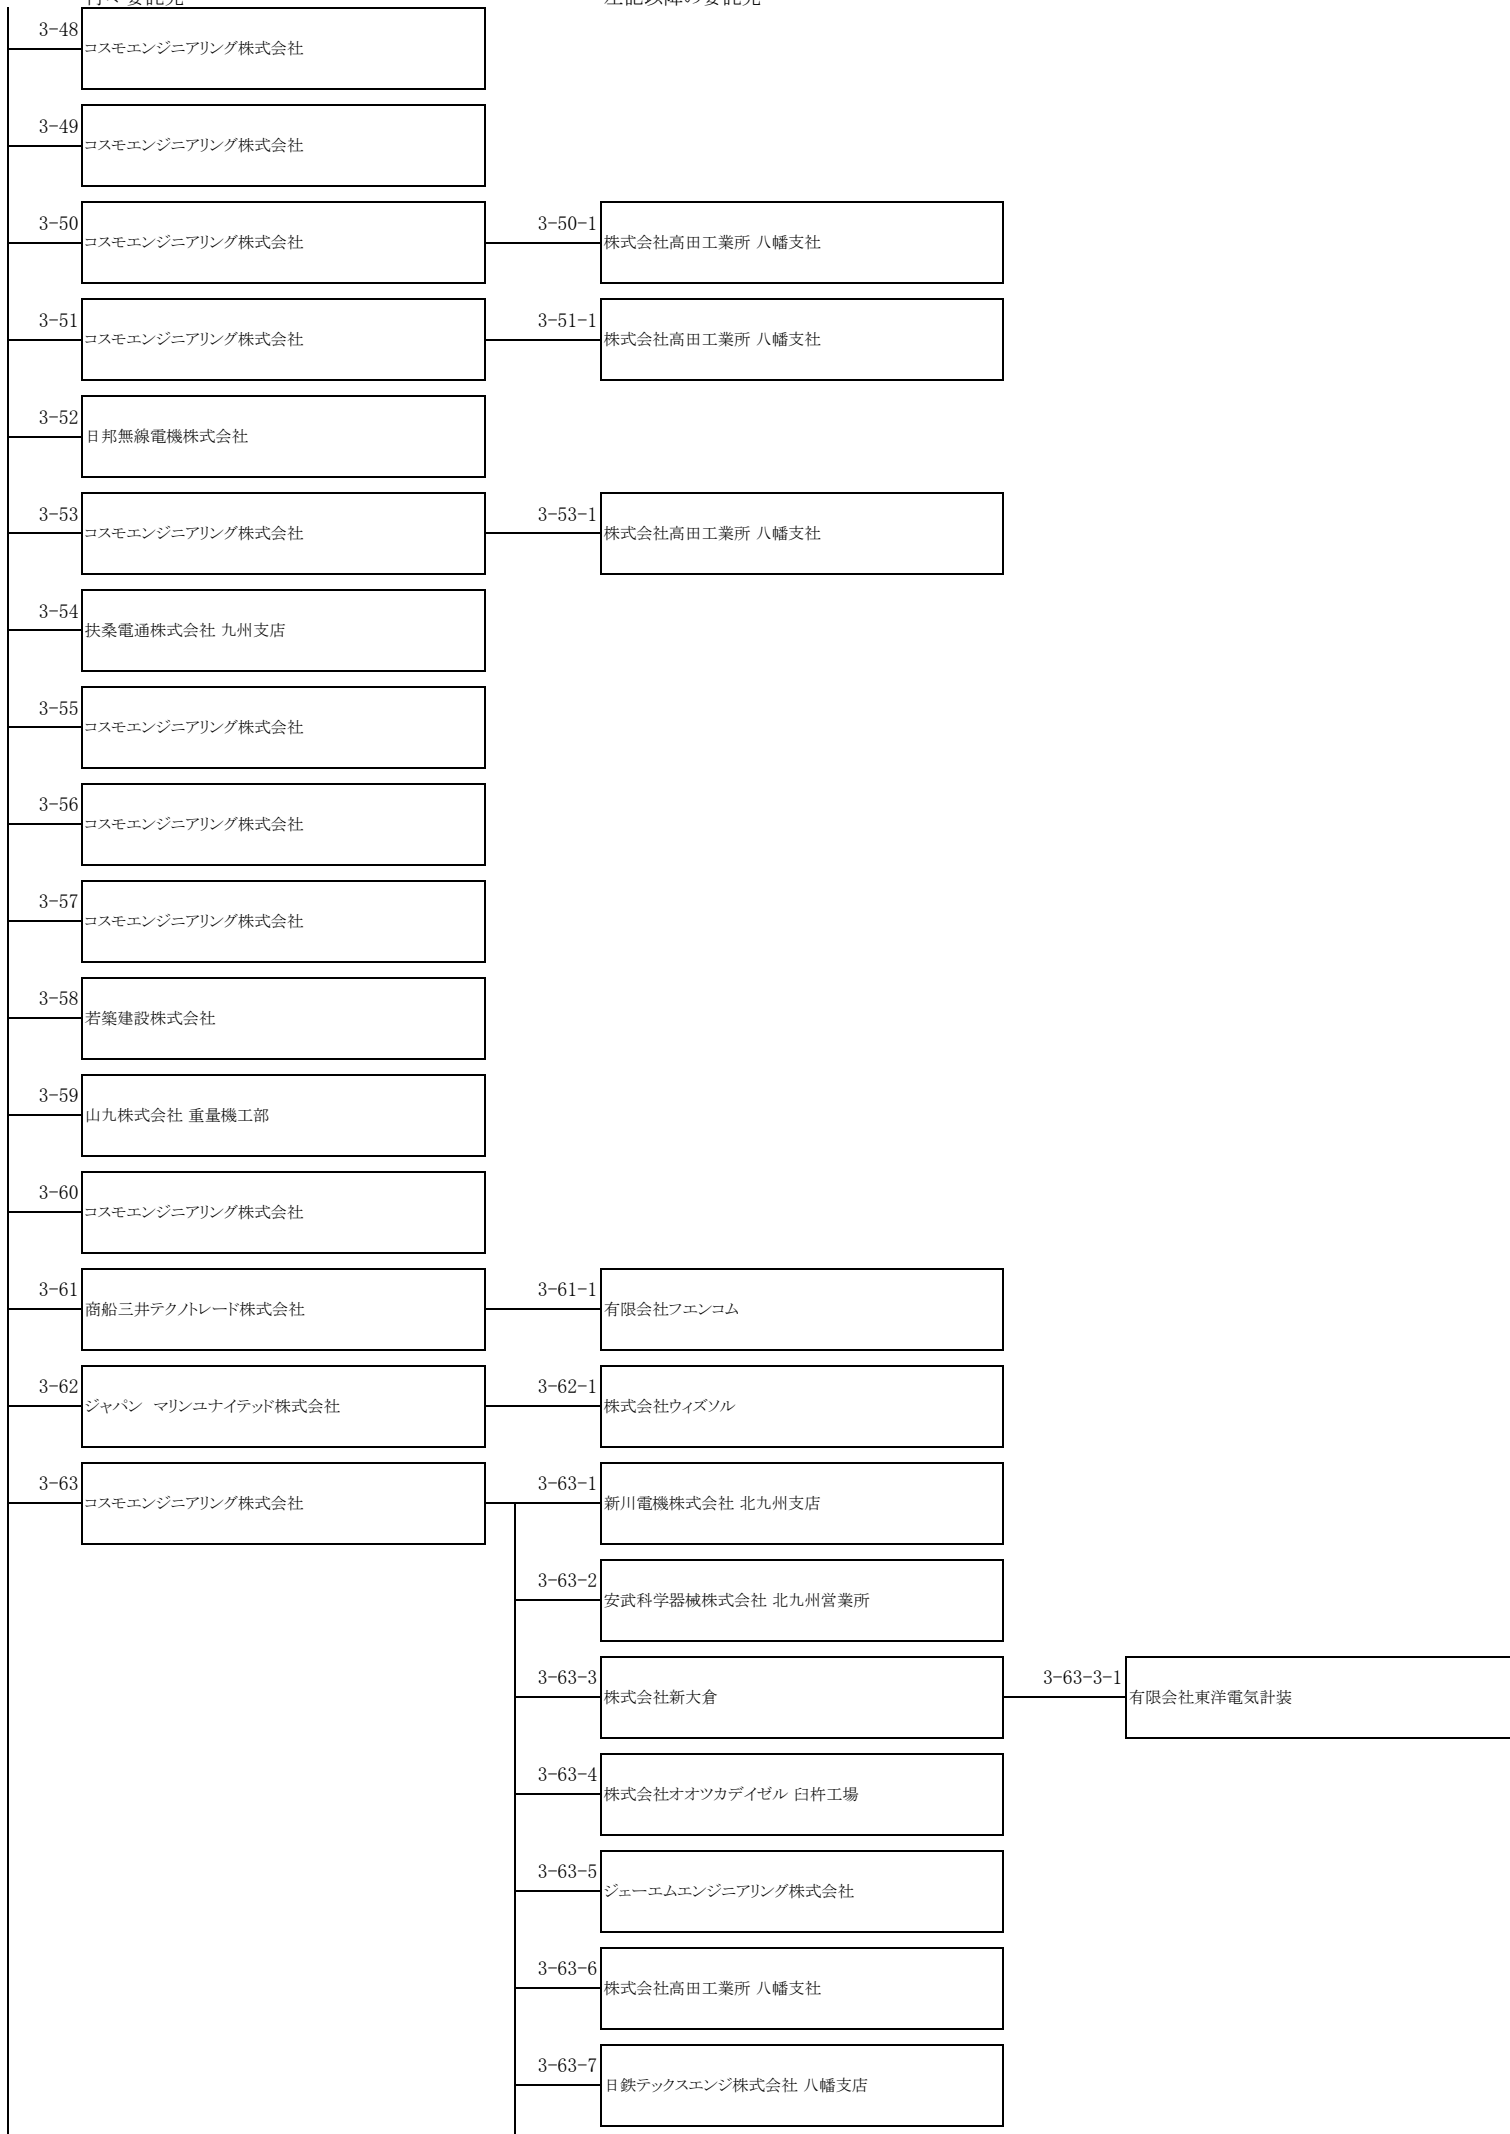 3-48
コスモエンジニアリング株式会社
3-49
コスモエンジニアリング株式会社
3-50
コスモエンジニアリング株式会社
3-50-1
株式会社高田工業所 八幡支社
3-51
コスモエンジニアリング株式会社
3-51-1
株式会社高田工業所 八幡支社
3-52
日邦無線電機株式会社
3-53
コスモエンジニアリング株式会社
3-53-1
株式会社高田工業所 八幡支社
3-54
扶桑電通株式会社 九州支店
3-55
コスモエンジニアリング株式会社
3-56
コスモエンジニアリング株式会社
3-57
コスモエンジニアリング株式会社
3-58
若築建設株式会社
3-59
山九株式会社 重量機工部
3-60
コスモエンジニアリング株式会社
3-61
商船三井テクノトレード株式会社
3-61-1
有限会社フエンコム
3-62
ジャパン　マリンユナイテッド株式会社
3-62-1
株式会社ウィズソル
3-63
コスモエンジニアリング株式会社
3-63-1
新川電機株式会社 北九州支店
3-63-2
安武科学器械株式会社 北九州営業所
3-63-3
株式会社新大倉
3-63-3-1
有限会社東洋電気計装
3-63-4
株式会社オオツカデイゼル 臼杵工場
3-63-5
ジェーエムエンジニアリング株式会社
3-63-6
株式会社高田工業所 八幡支社
3-63-7
日鉄テックスエンジ株式会社 八幡支店